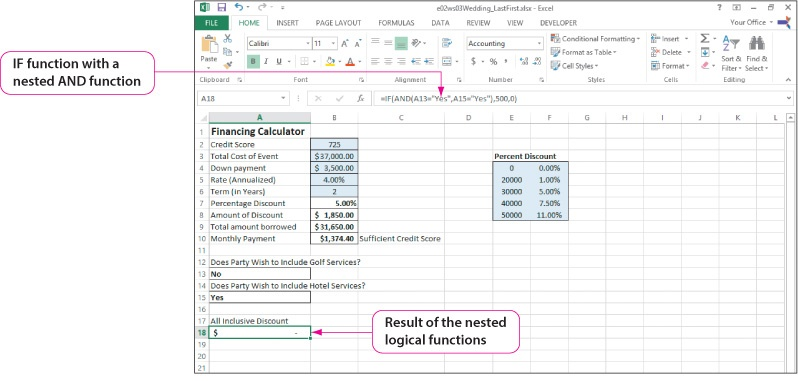 e02ws03Wedding_LastFirst.xlsx - Excel
FILE HOME INSERT PAGE LAYOUT FORMULAS DATA REVIEW VIEW DEVELOPER Your Office
Calibri 11 A A Accounting Conditional Formatting Insert
Paste Format as Table Delete Sort & Find &
B I U $ % , Cell Styles Format Filter Select
Clipboard Font Alignment Number Styles Cells Editing
IF function with a
nested AND function
A18 fx =IF(AND(A13="Yes",A15="Yes"),500,0)
A B C D E F G H I J K L
1 Financing Calculator
2 Credit Score 725
3 Total Cost of Event $37,000.00 Percent Discount
4 Down payment $ 3,500.00 0 0.00%
5 Rate (Annualized) 4.00% 20000 1.00%
6 Term (in Years) 2 30000 5.00%
7 Percentage Discount 5.00% 40000 7.50%
8 Amount of Discount $ 1,850.00 50000 11.00%
9 Total amount borrowed $31,650.00
10 Monthly Payment $1,374.40 Sufficient Credit Score
11
12 Does Party Wish to Include Golf Services?
13 No
14 Does Party Wish to Include Hotel Services?
15 Yes
16
17 All Inclusive Discount
18 $ -
19
20
21
Result of the nested
logical functions